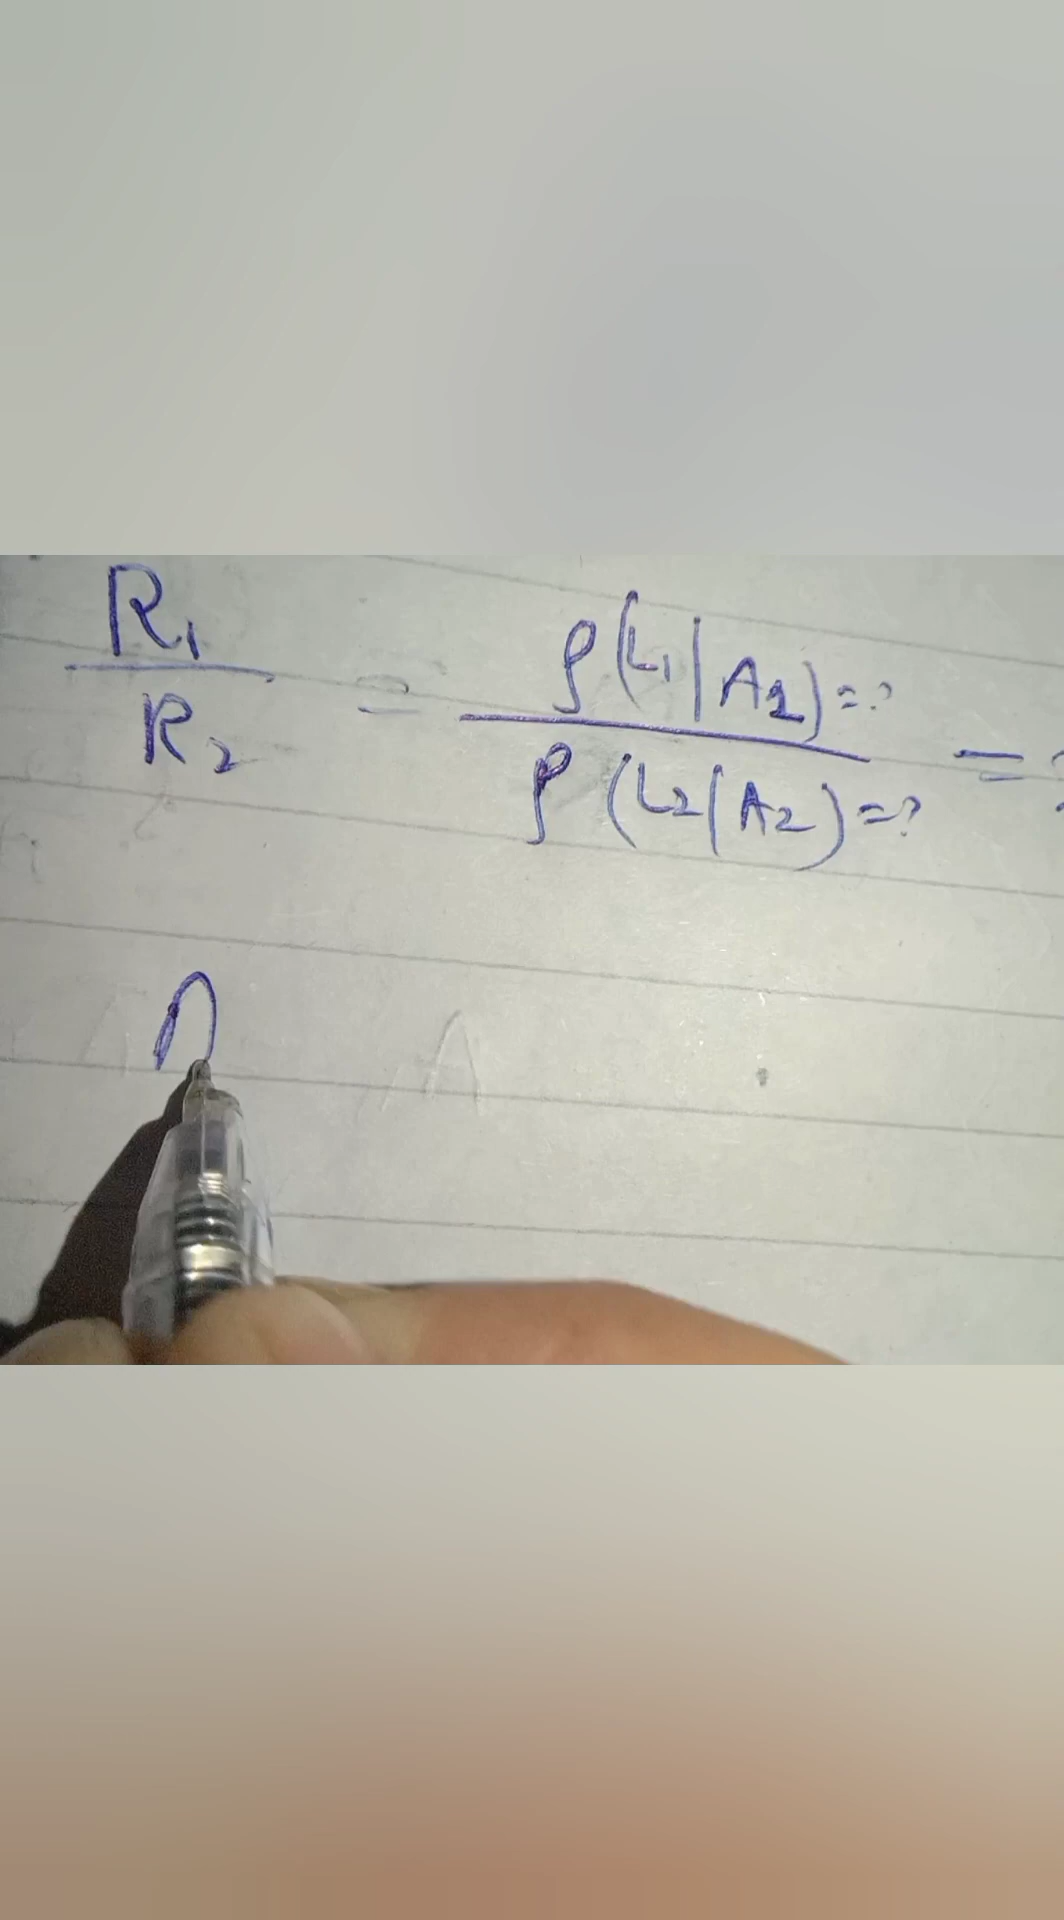 R₁/R₂ = ρ(L₁/A₁)=? / ρ(L₂/A₂)=? =